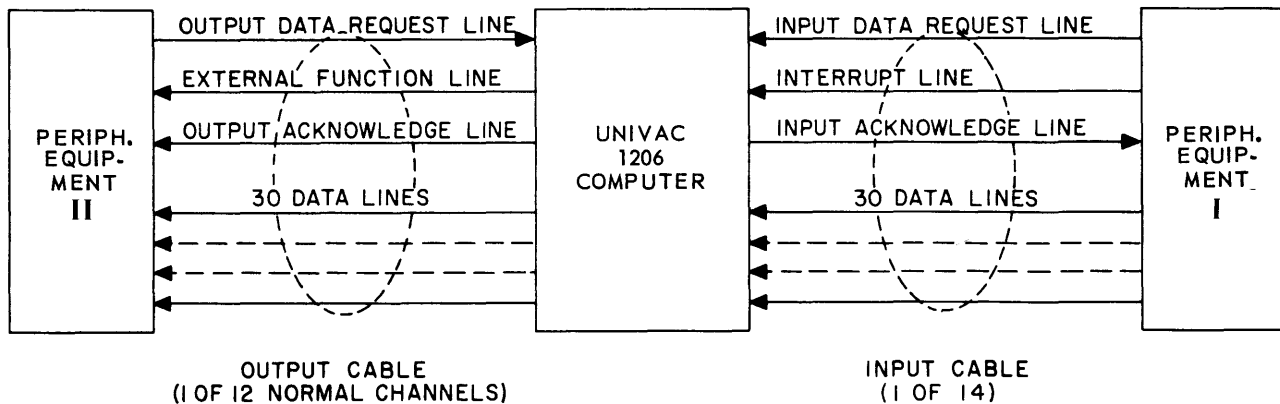 OUTPUT DATA REQUEST LINE
EXTERNAL FUNCTION LINE
OUTPUT ACKNOWLEDGE LINE
30 DATA LINES
PERIPH.
EQUIP-
MENT
II
UNIVAC
1206
COMPUTER
INPUT DATA REQUEST LINE
INTERRUPT LINE
INPUT ACKNOWLEDGE LINE
30 DATA LINES
PERIPH.
EQUIP-
MENT
I
OUTPUT CABLE
(1 OF 12 NORMAL CHANNELS)
INPUT CABLE
(1 OF 14)